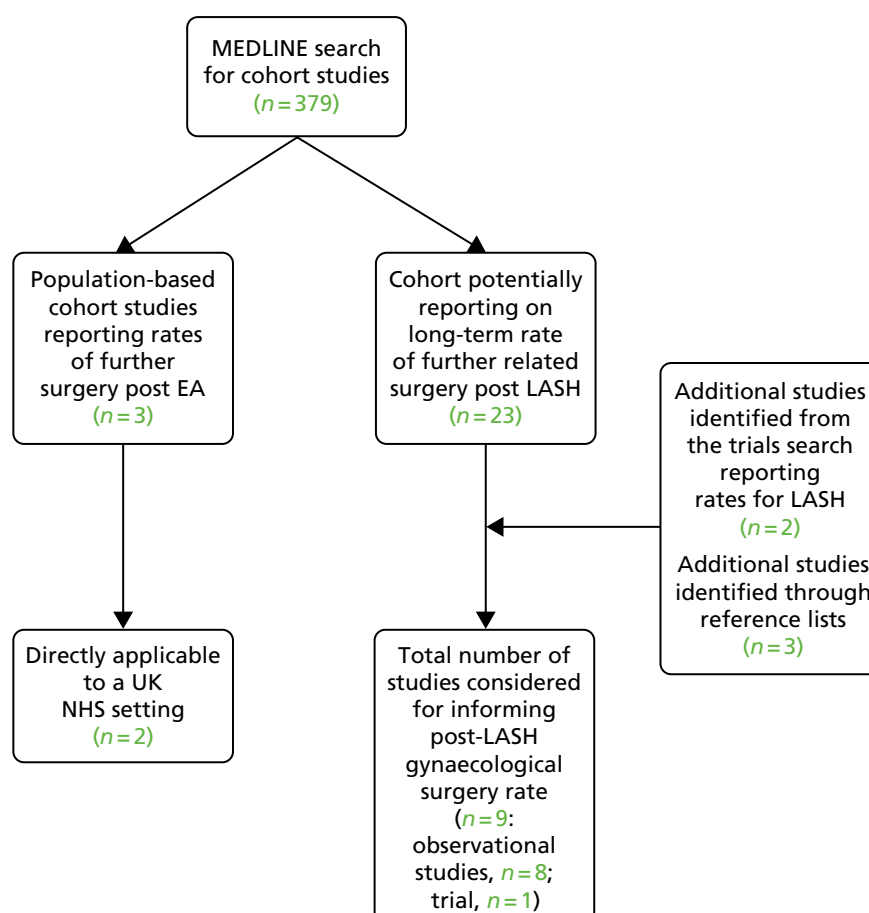 MEDLINE search
for cohort studies
(n=379)
Population-based
cohort studies
reporting rates
of further
surgery post EA
(n=3)
Cohort potentially
reporting on
long-term rate
of further related
surgery post LASH
(n=23)
Additional studies
identified from
the trials search
reporting
rates for LASH
(n=2)
Additional studies
identified through
reference lists
(n=3)
Directly applicable
to a UK
NHS setting
(n=2)
Total number of
studies considered
for informing
post-LASH
gynaecological
surgery rate
(n=9:
observational
studies, n=8;
trial, n=1)